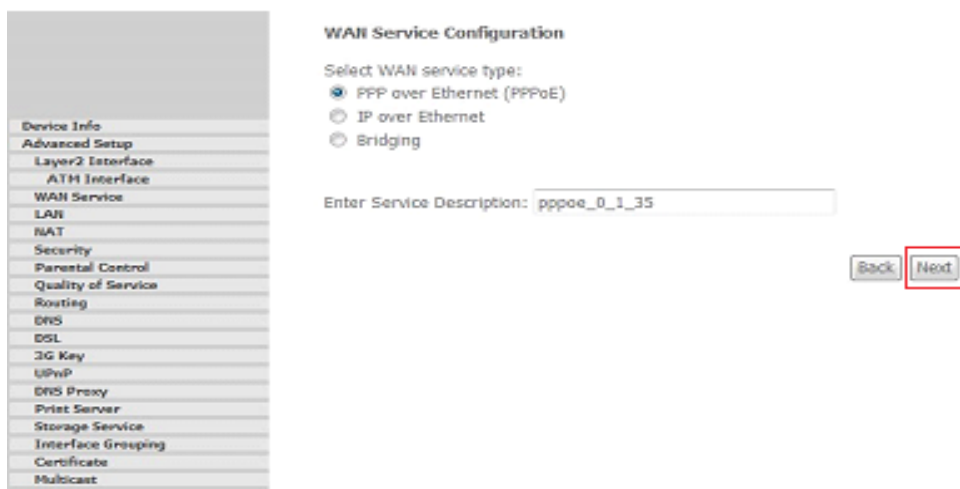 WAN Service Configuration
Select WAN service type:
PPP over Ethernet (PPPoE)
IP over Ethernet
Bridging
Enter Service Description: pppoe_0_1_35
Back Next
Device Info
Advanced Setup
Layer2 Interface
ATM Interface
WAN Service
LAN
NAT
Security
Parental Control
Quality of Service
Routing
DNS
DSL
3G Key
UPnP
DNS Proxy
Print Server
Storage Service
Interface Grouping
Certificate
Multicast